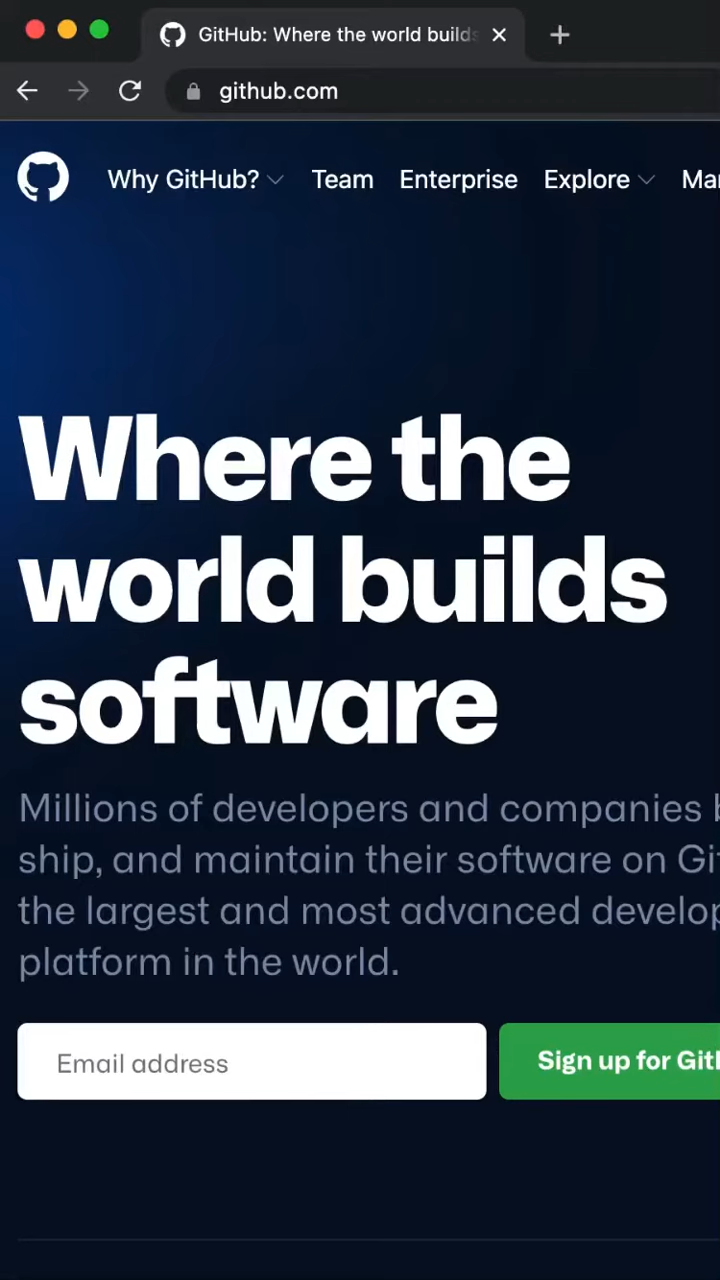 GitHub: Where the world builds
github.com
Why GitHub? Team Enterprise Explore
Where the
world builds
software
Millions of developers and companies
ship, and maintain their software on
the largest and most advanced
platform in the world.
Email address
Sign up for